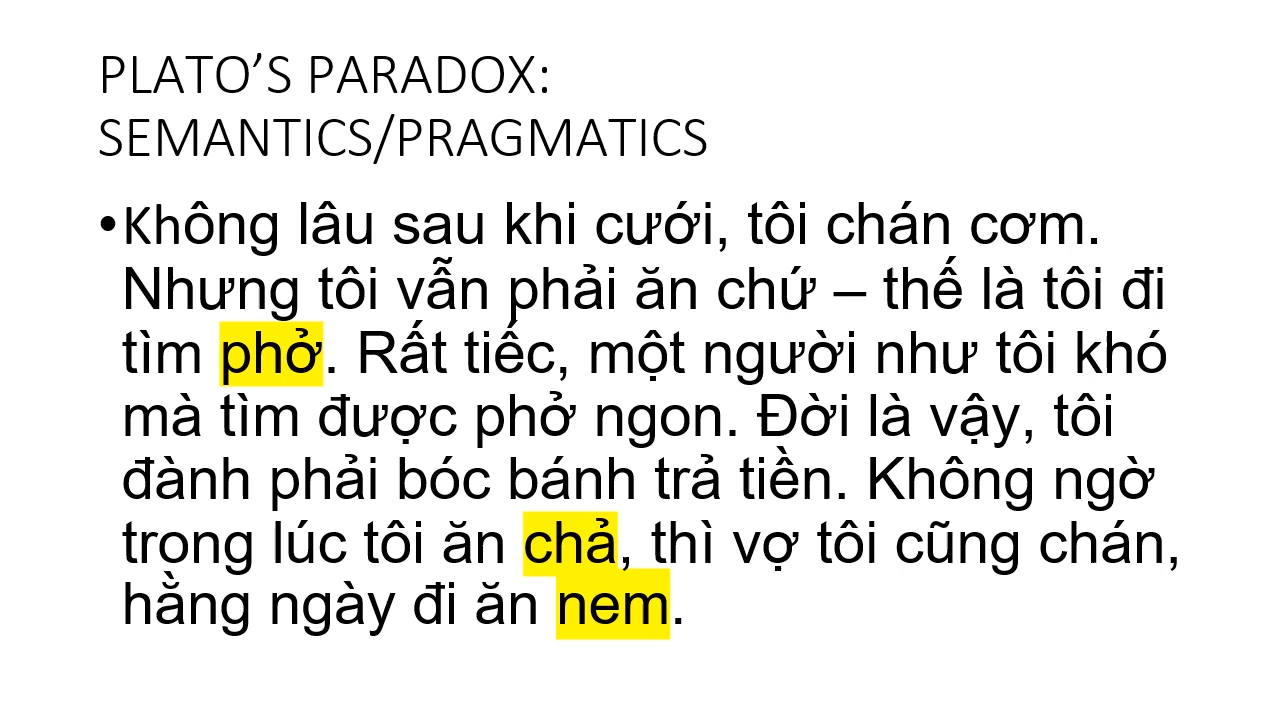 PLATO’S PARADOX:
SEMANTICS/PRAGMATICS
•Không lâu sau khi cưới, tôi chán cơm.
Nhưng tôi vẫn phải ăn chứ – thế là tôi đi
tìm phở. Rất tiếc, một người như tôi khó
mà tìm được phở ngon. Đời là vậy, tôi
đành phải bóc bánh trả tiền. Không ngờ
trong lúc tôi ăn chả, thì vợ tôi cũng chán,
hằng ngày đi ăn nem.